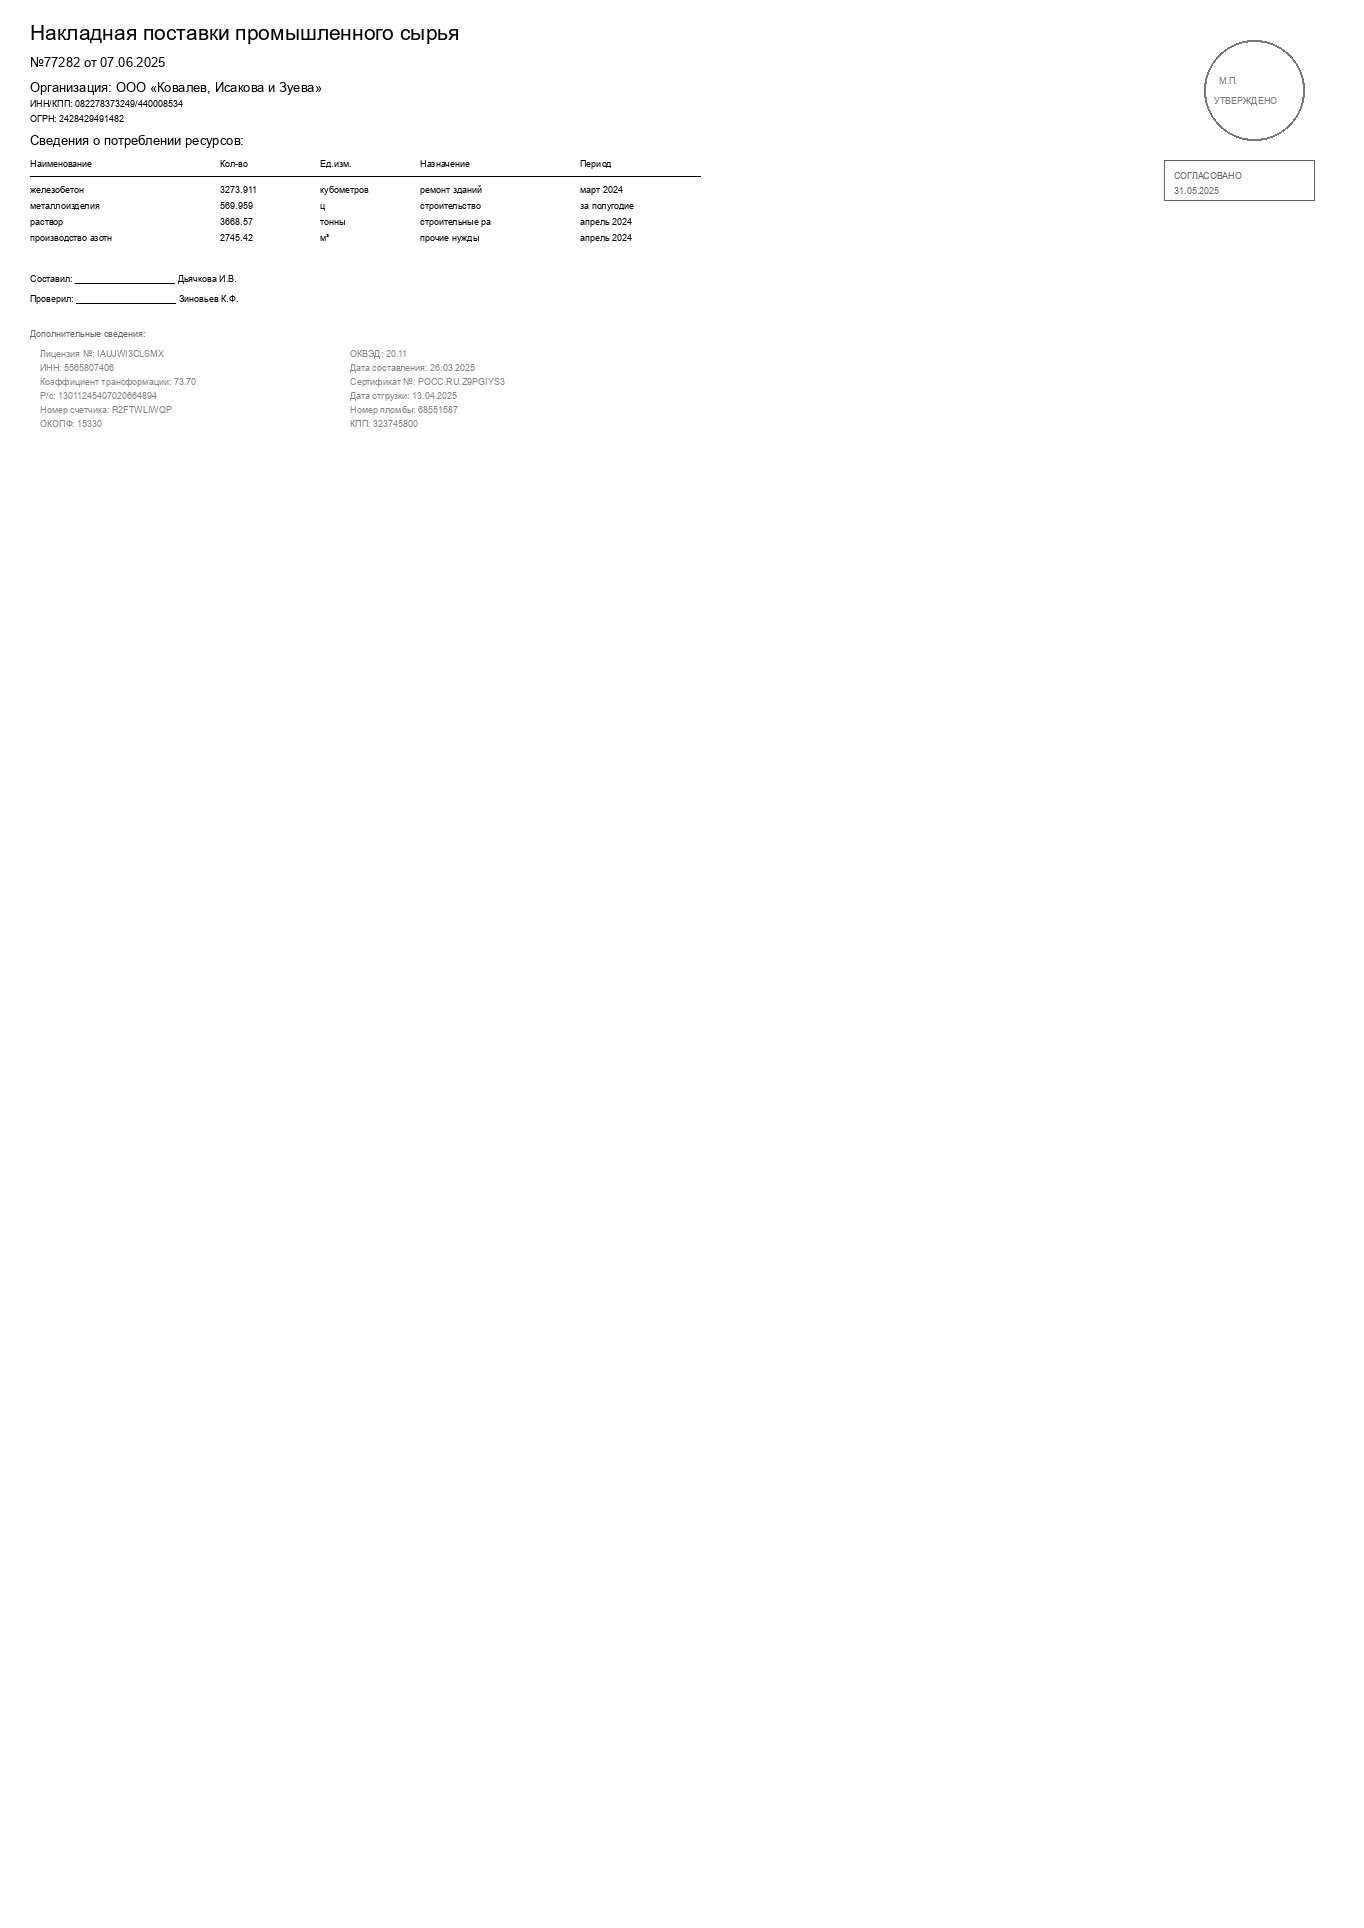 Накладная поставки промышленного сырья
№77282 от 07.06.2025
Организация: ООО «Ковалев, Исакова и Зуева»
ИНН/КПП: 082278373249/440008534
ОГРН: 2428429491482
Сведения о потреблении ресурсов:
Наименование Кол-во Ед.изм. Назначение Период
железобетон 3273.911 кубометров ремонт зданий март 2024
металлоизделия 569.959 ц строительство за полугодие
раствор 3668.57 тонны строительные ра апрель 2024
производство азотн 2745.42 м³ прочие нужды апрель 2024
Составил: ____________________ Дьячкова И.В.
Проверил: ____________________ Зиновьев К.Ф.
Дополнительные сведения:
Лицензия №: IAUJWI3CLSMX ОКВЭД: 20.11
ИНН: 5565807406 Дата составления: 26.03.2025
Коэффициент трансформации: 73.70 Сертификат №: РОСС.RU.Z9PGIYS3
Р/с: 13011245407020664894 Дата отгрузки: 13.04.2025
Номер счетчика: R2FTWLIWQP Номер пломбы: 68551587
ОКОПФ: 15330 КПП: 323745800
М.П.
УТВЕРЖДЕНО
СОГЛАСОВАНО
31.05.2025